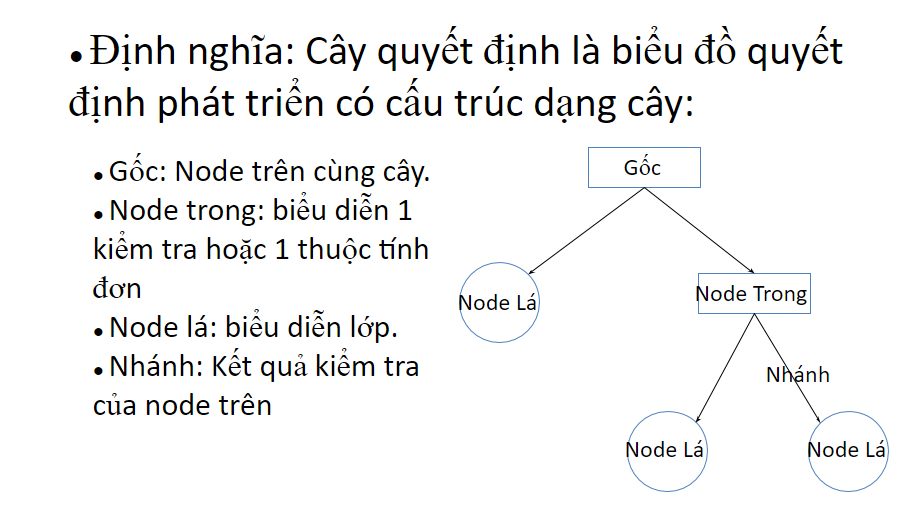 ● Định nghĩa: Cây quyết định là biểu đồ quyết
định phát triển có cấu trúc dạng cây:
● Gốc: Node trên cùng cây.
● Node trong: biểu diễn 1
kiểm tra hoặc 1 thuộc tính
đơn
● Node lá: biểu diễn lớp.
● Nhánh: Kết quả kiểm tra
của node trên
Gốc
Node Lá
Node Trong
Nhánh
Node Lá
Node Lá